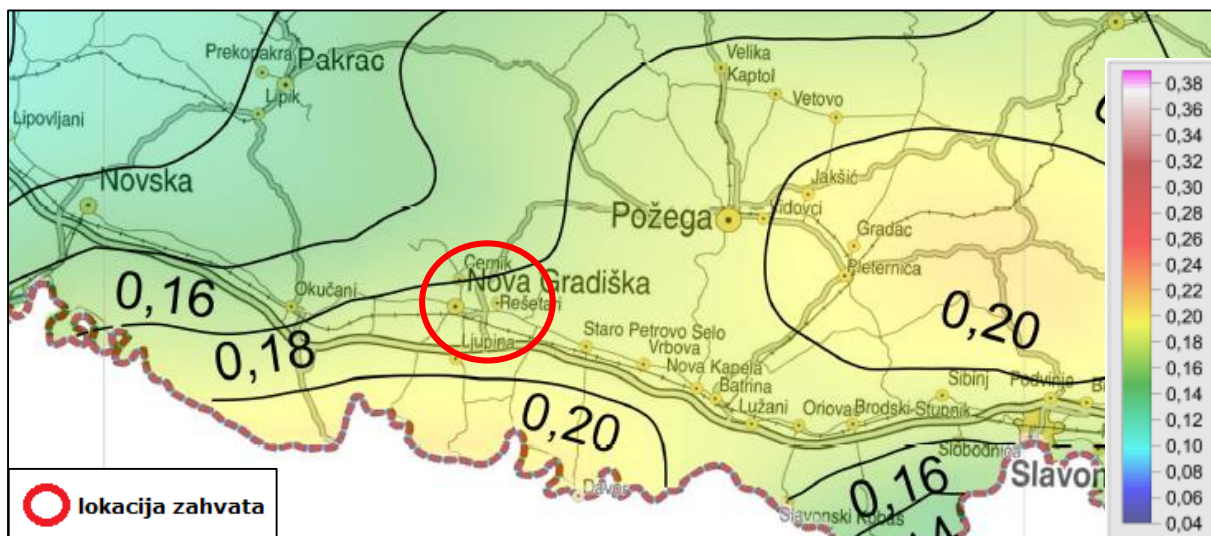 Velika
Prekopakra
Pakrac
Kaptol
Lipik
Vetovo
Lipovljani
Novska
Jakšić
Požega
Vidovci
Gradac
Cernik
Pleternica
Nova Gradiška
Okučani
Rešetari
0,16
0,20
Staro Petrovo Selo
Ljupina
Vrbova
0,18
Nova Kapela
Sibinj
Podvinje
Batrina
0,20
Lužani
Oriovac
Brodski Stupnik
Slobodnica
Slavon
0,16
Davor
Slavonski Kobaš
lokacija zahvata
0,38
0,36
0,34
0,32
0,30
0,28
0,26
0,24
0,22
0,20
0,18
0,16
0,14
0,12
0,10
0,08
0,06
0,04